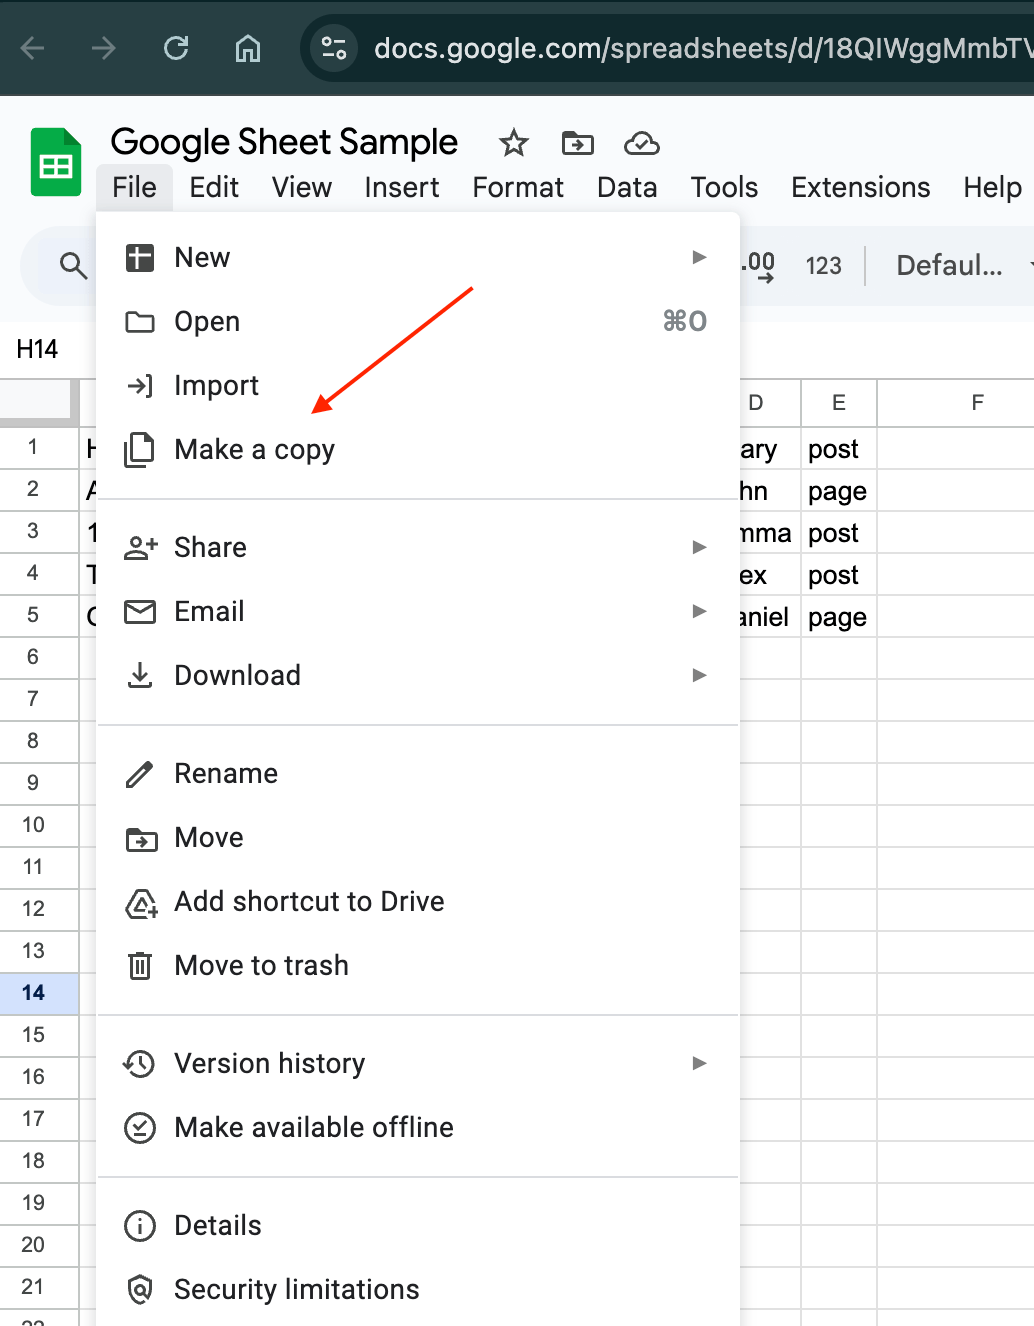 docs.google.com/spreadsheets/d/18QIWggMmbTV
Google Sheet Sample
File Edit View Insert Format Data Tools Extensions Help
New
.00 123 Defaul...
Open ⌘O
H14
Import
D E F
Make a copy
1 ary post
2 A hn page
3 1 mma post
4 T ex post
5 aniel page
Share
Email
Download
6
7
8
9
10
11
12
13
14
15
16
17
18
19
20
21
Rename
Move
Add shortcut to Drive
Move to trash
Version history
Make available offline
Details
Security limitations